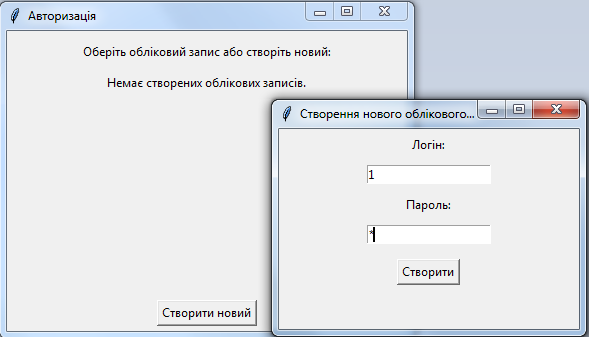 Авторизація
Оберіть обліковий запис або створіть новий:
Немає створених облікових записів.
Створити новий
Створення нового облікового...
Логін:
1
Пароль:
*
Створити